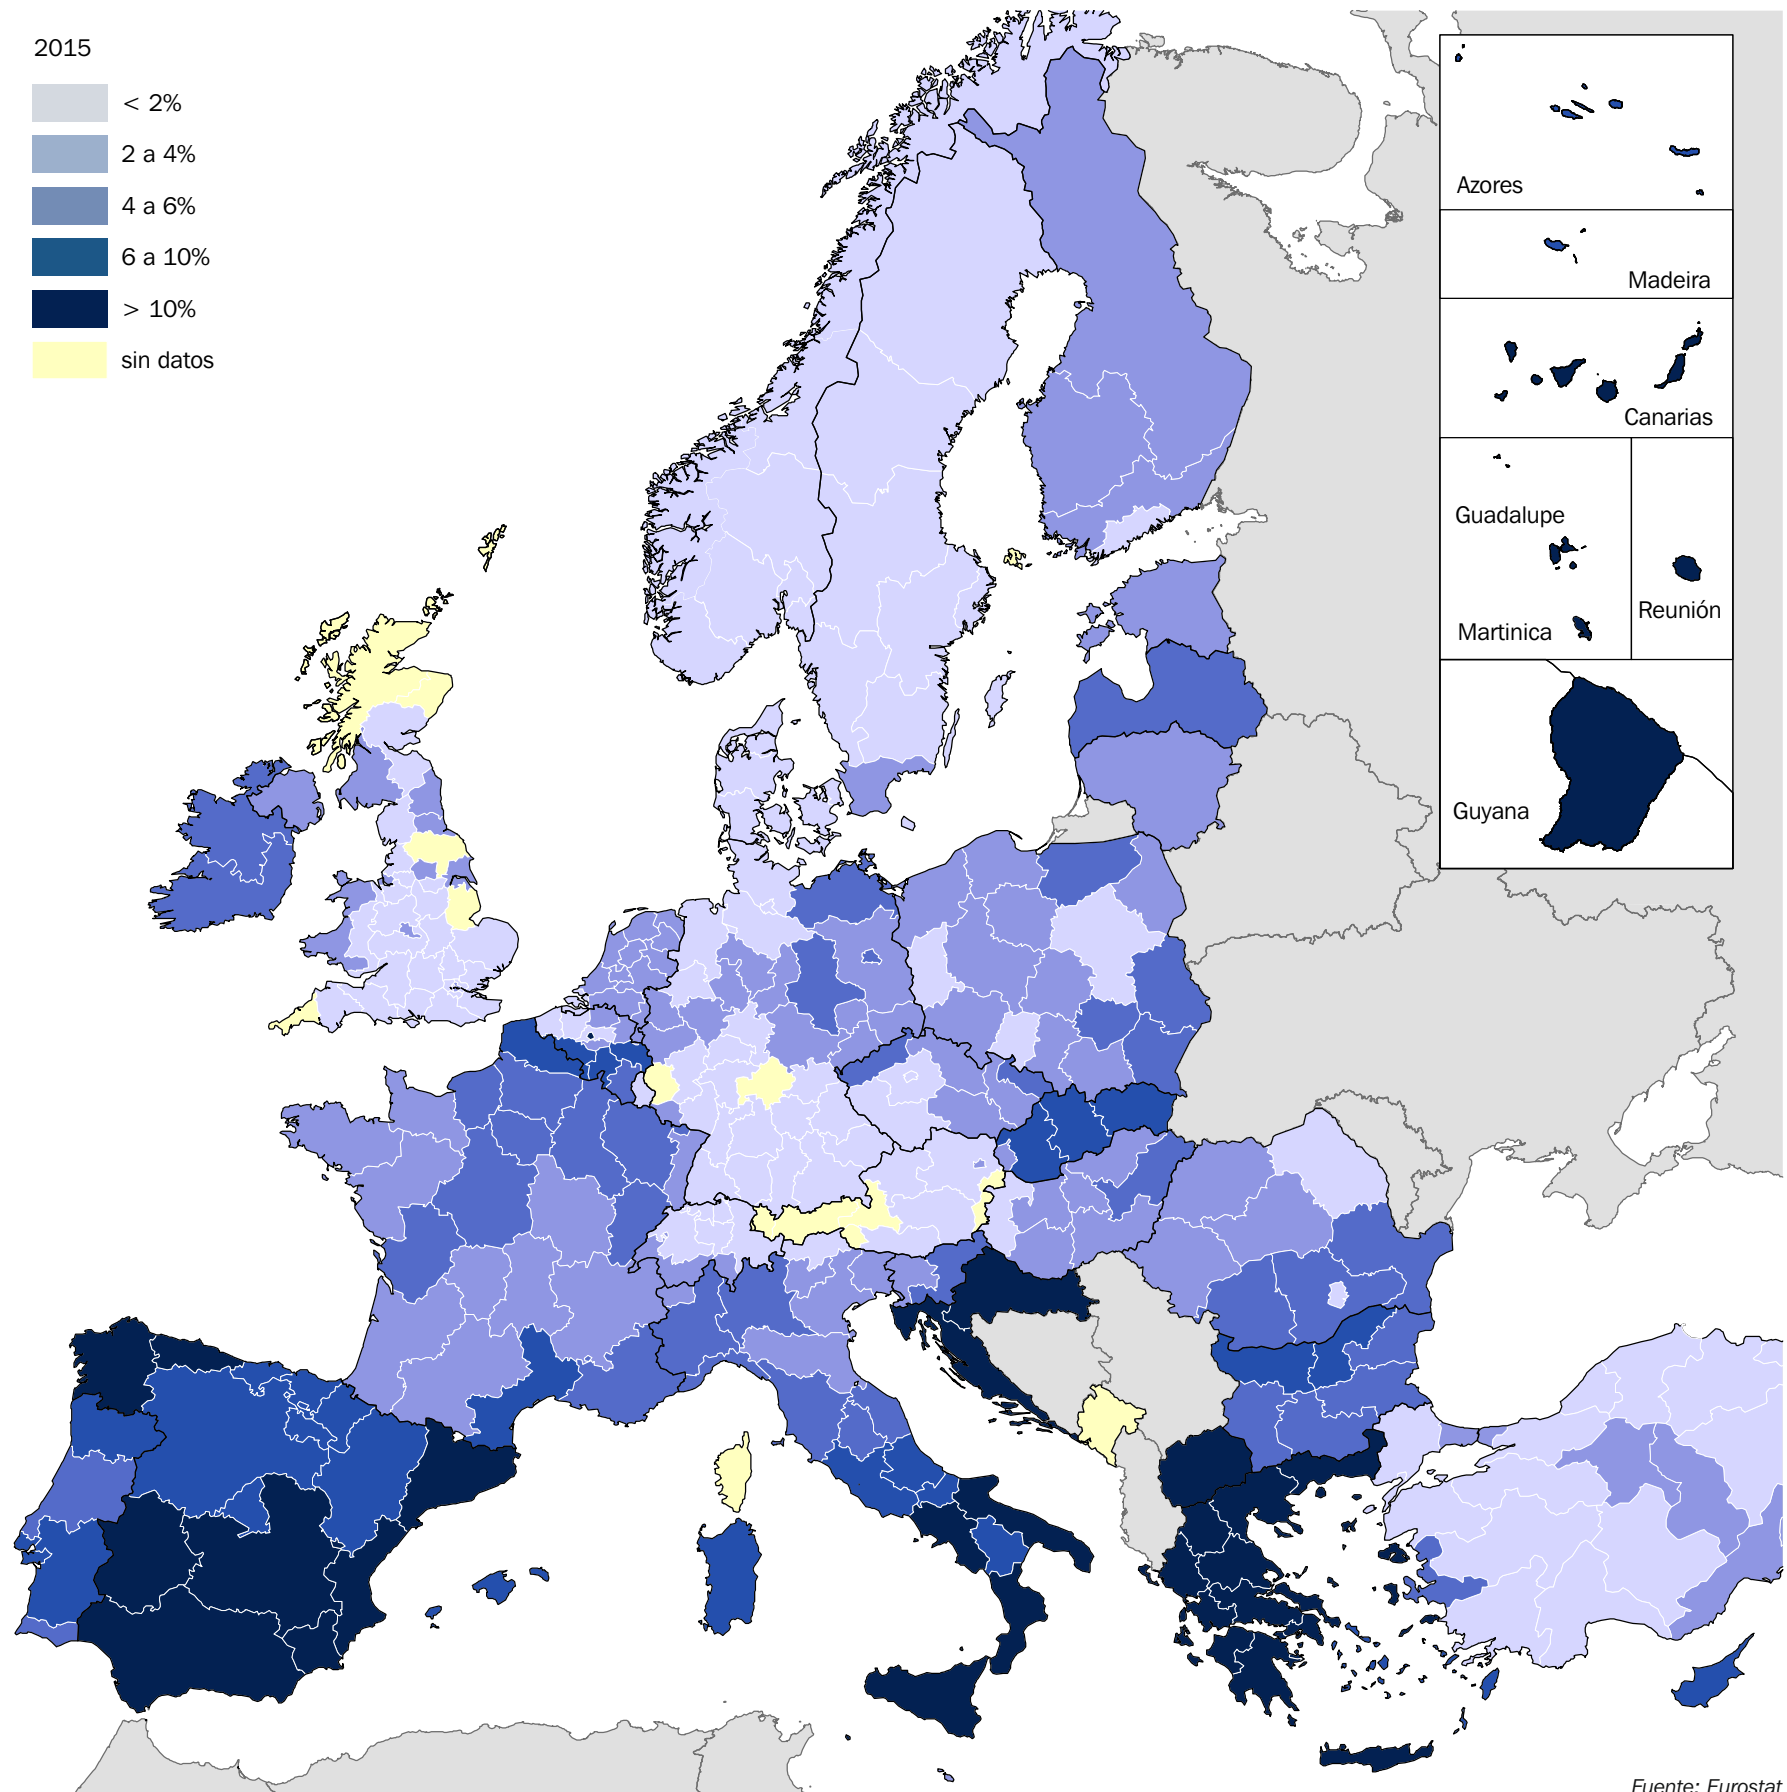 2015
< 2%
2 a 4%
4 a 6%
6 a 10%
> 10%
sin datos
Azores
Madeira
Canarias
Guadalupe
Martinica
Reunión
Guyana
Fuente: Eurostat